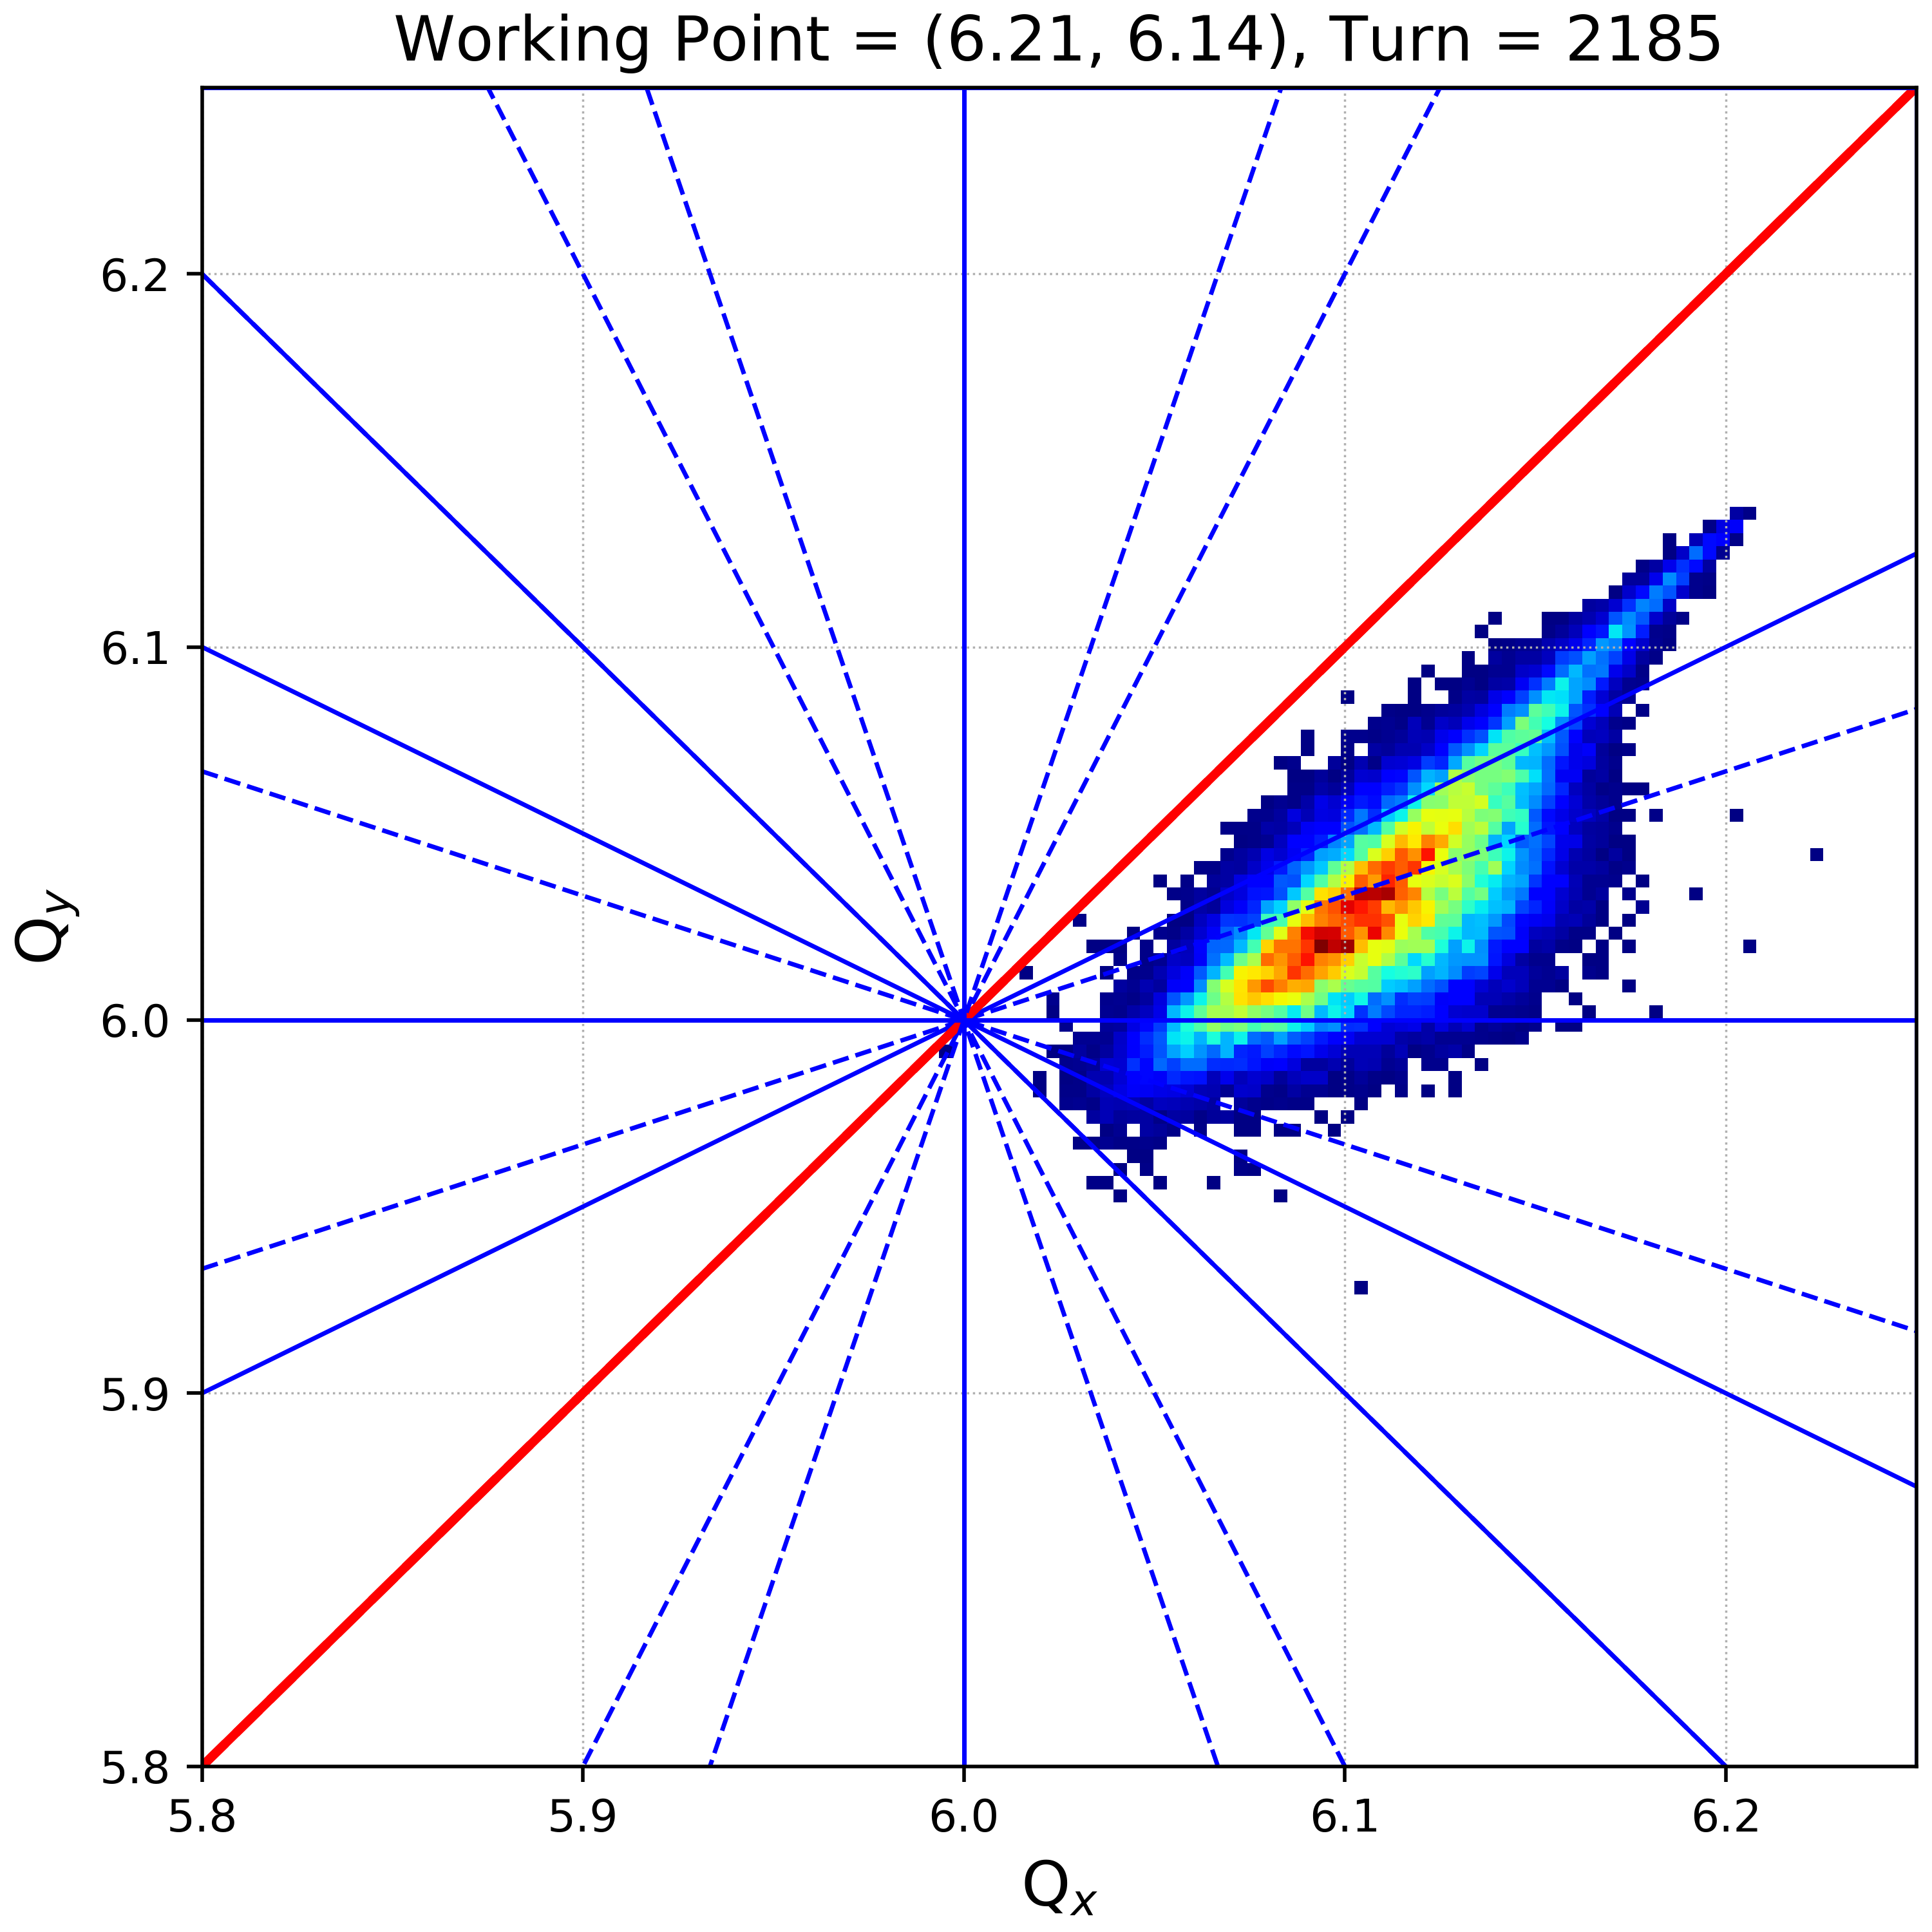 Working Point = (6.21, 6.14), Turn = 2185
6.2
6.1
6.0
5.9
5.8
Qy
5.8 5.9 6.0 6.1 6.2
Qx